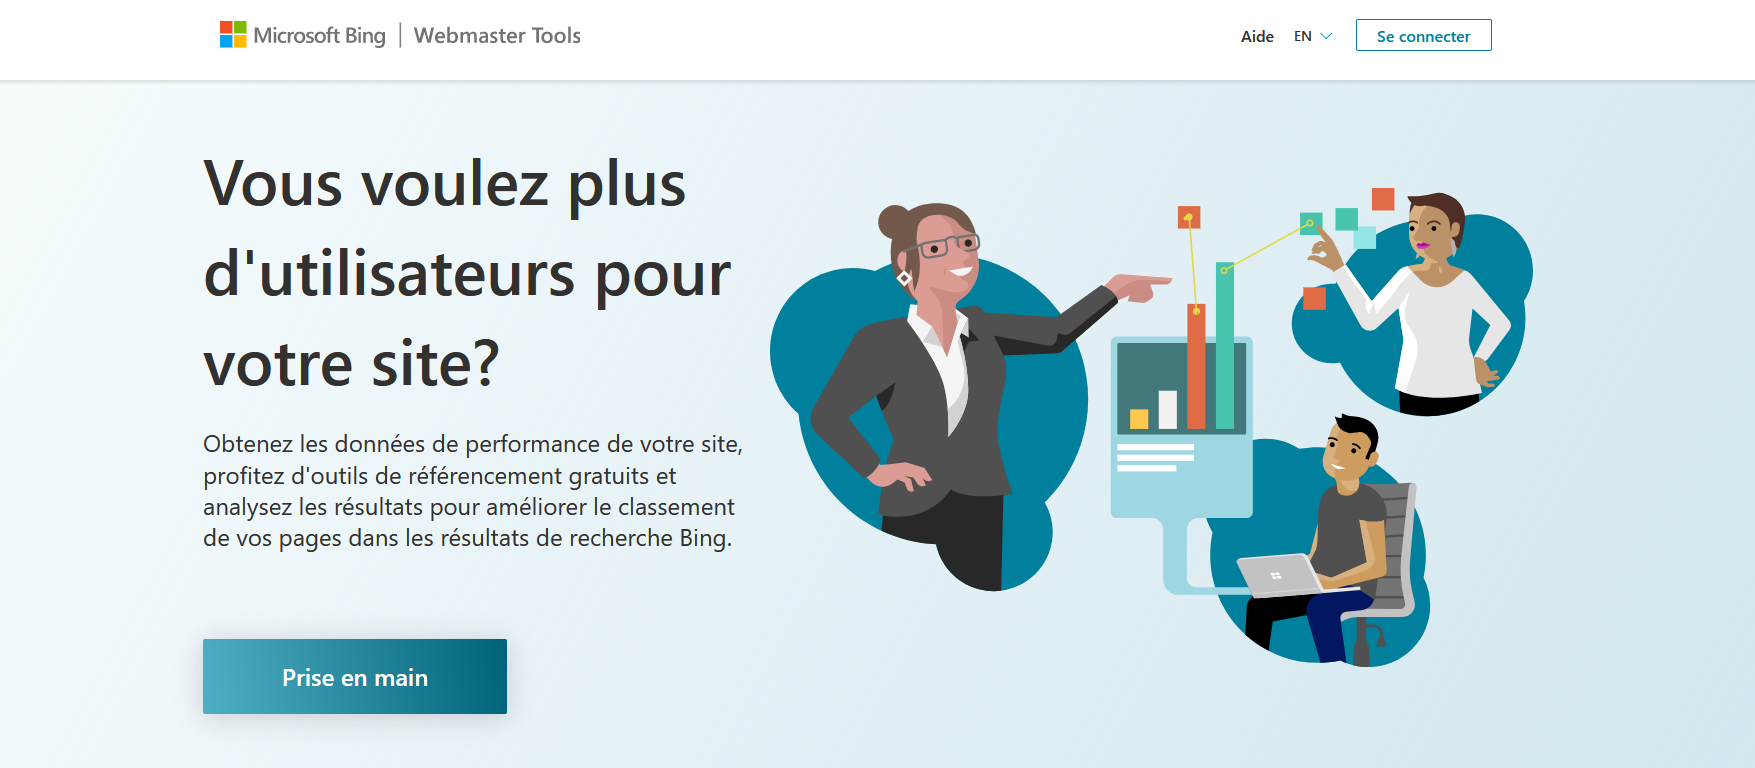 Microsoft Bing | Webmaster Tools
Aide EN Se connecter
Vous voulez plus
d'utilisateurs pour
votre site?
Obtenez les données de performance de votre site,
profitez d'outils de référencement gratuits et
analysez les résultats pour améliorer le classement
de vos pages dans les résultats de recherche Bing.
Prise en main